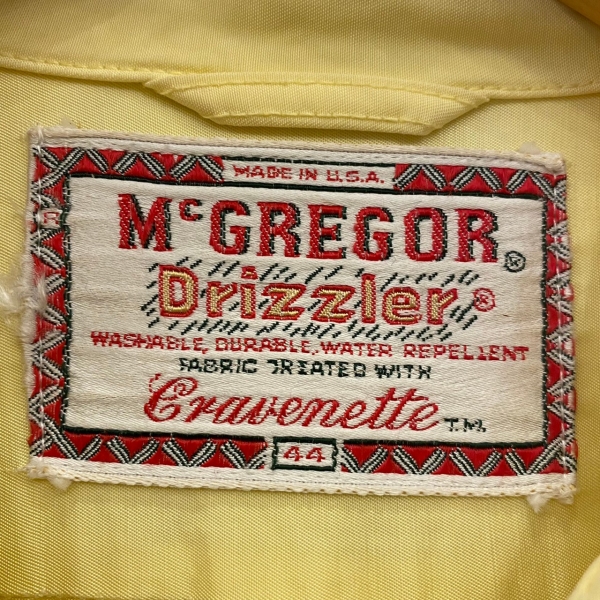 MADE IN U.S.A.
McGREGOR®
Drizzler®
WASHABLE, DURABLE, WATER REPELLENT
FABRIC TREATED WITH
Cravenette T.M.
44